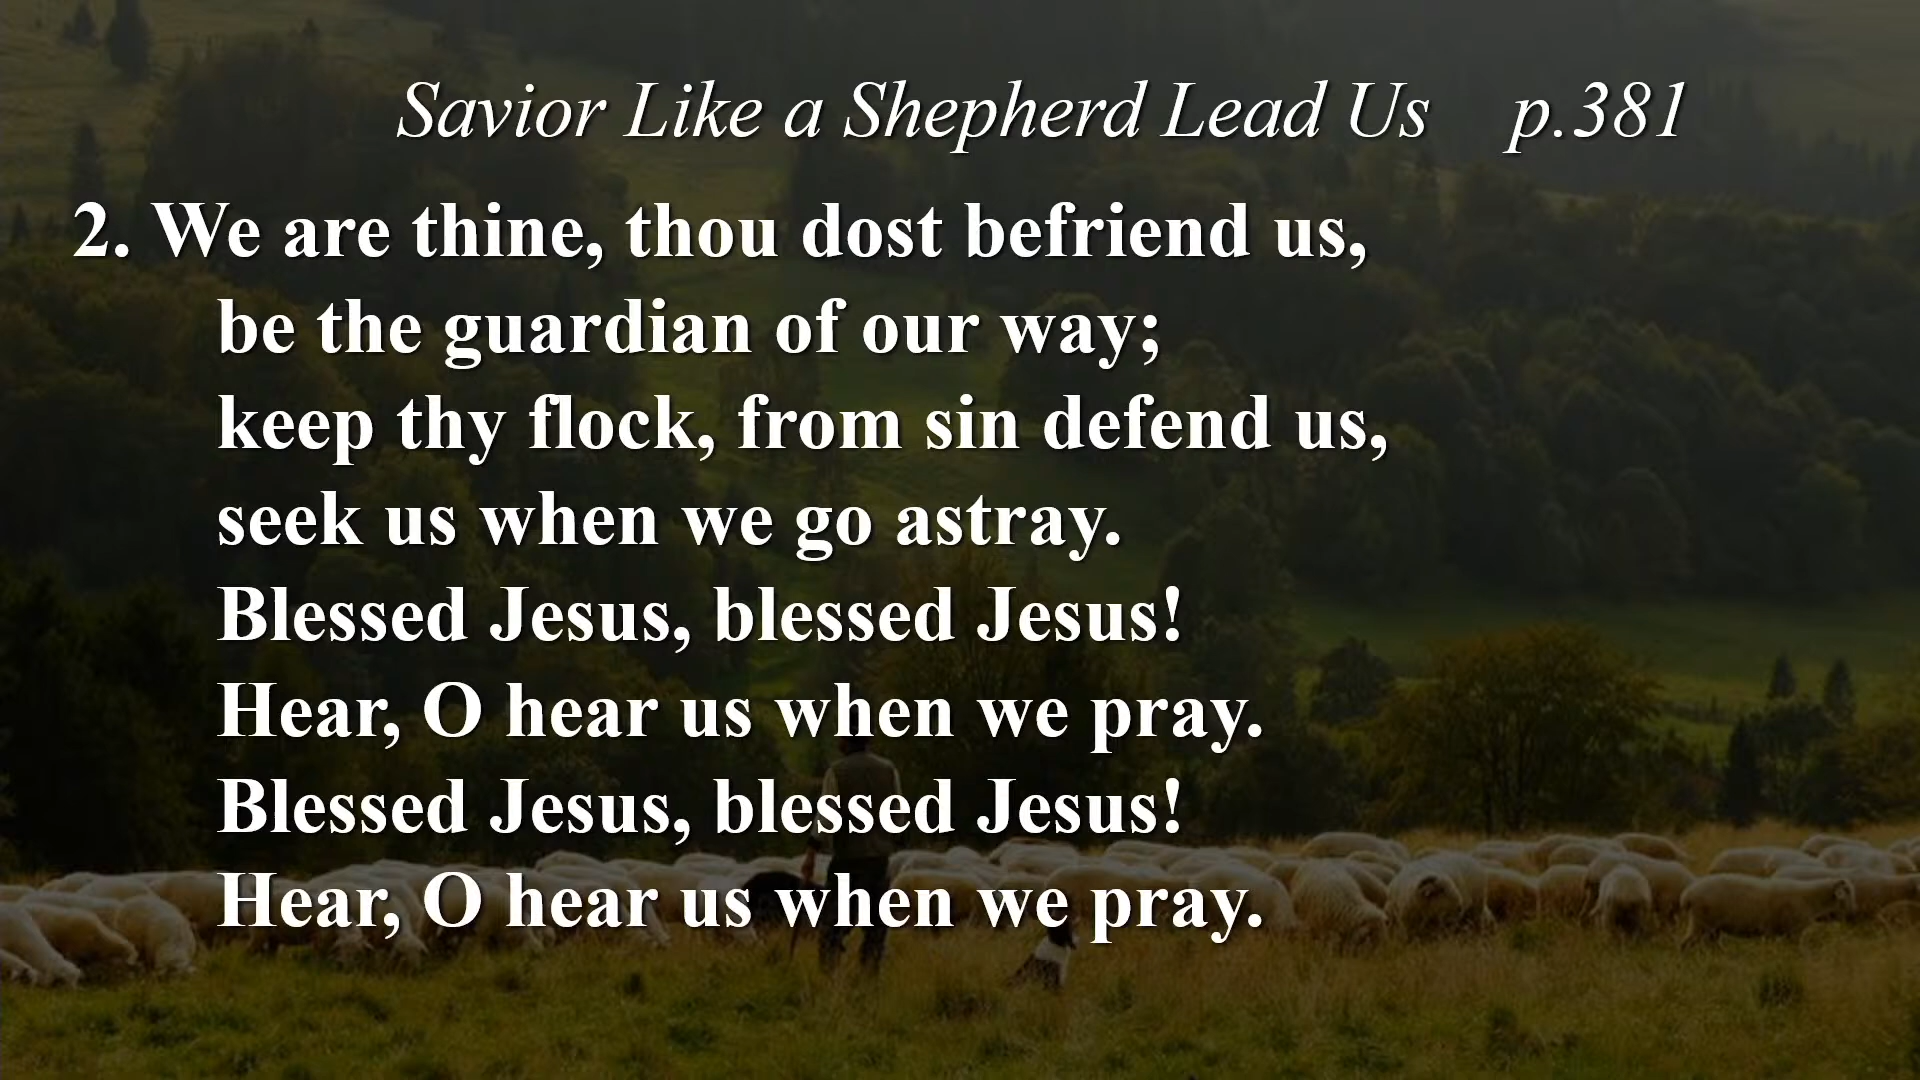 Savior Like a Shepherd Lead Us p.381
2. We are thine, thou dost befriend us,
be the guardian of our way;
keep thy flock, from sin defend us,
seek us when we go astray.
Blessed Jesus, blessed Jesus!
Hear, O hear us when we pray.
Blessed Jesus, blessed Jesus!
Hear, O hear us when we pray.